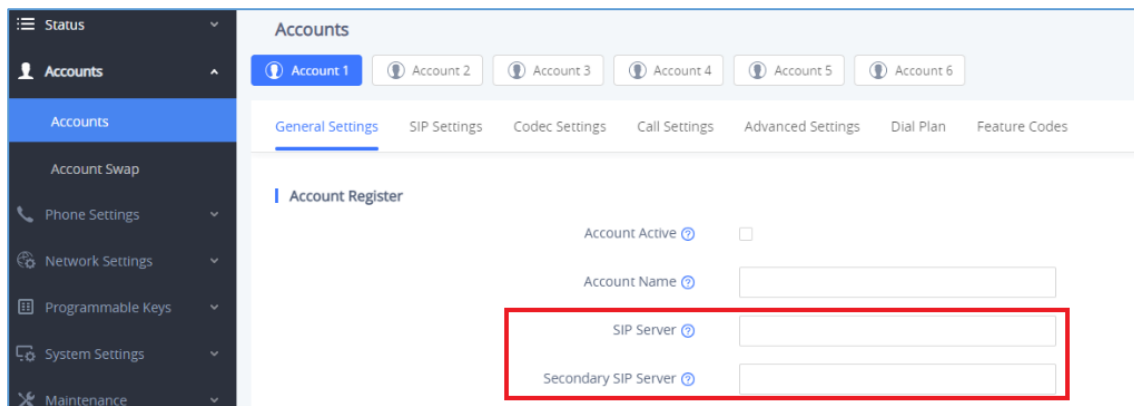 Status
Accounts
Accounts
Account Swap
Phone Settings
Network Settings
Programmable Keys
System Settings
Maintenance
Accounts
Account 1 Account 2 Account 3 Account 4 Account 5 Account 6
General Settings SIP Settings Codec Settings Call Settings Advanced Settings Dial Plan Feature Codes
Account Register
Account Active ?
Account Name ?
SIP Server ?
Secondary SIP Server ?